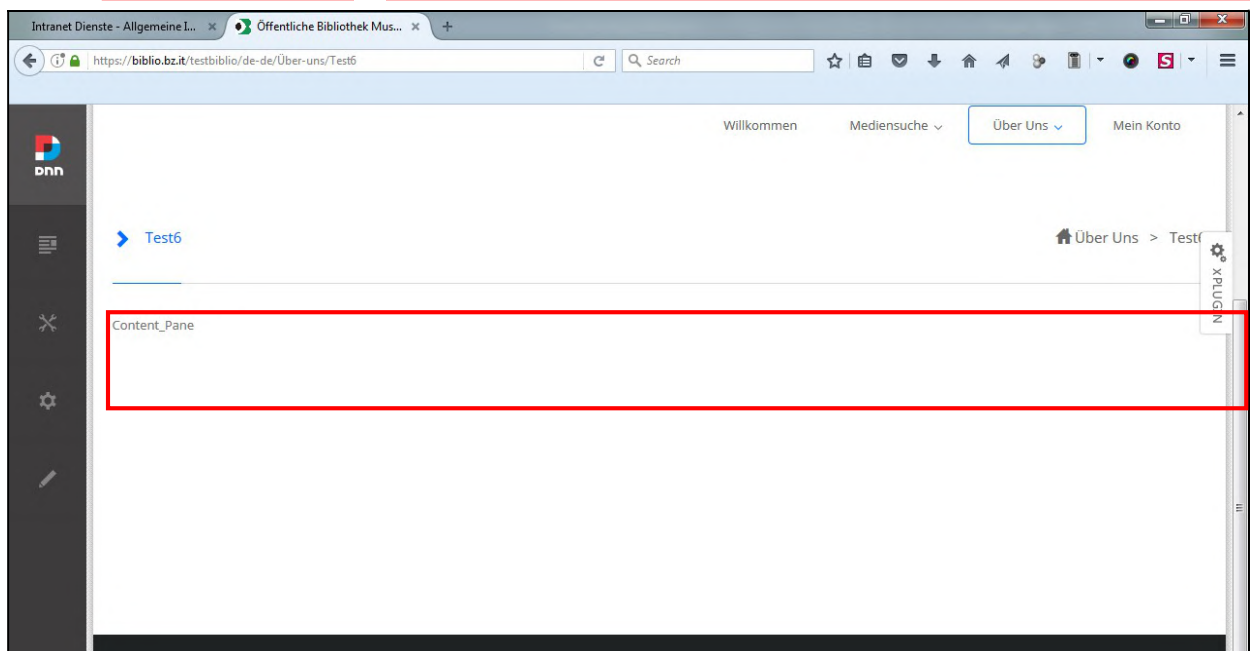 Intranet Dienste - Allgemeine I...
Öffentliche Bibliothek Mus...
https://biblio.bz.it/testbiblio/de-de/Über-uns/Test6
Search
S
Willkommen
Mediensuche
Über Uns
Mein Konto
DNN
Test6
Über Uns > Test6
XPLUGIN
Content_Pane